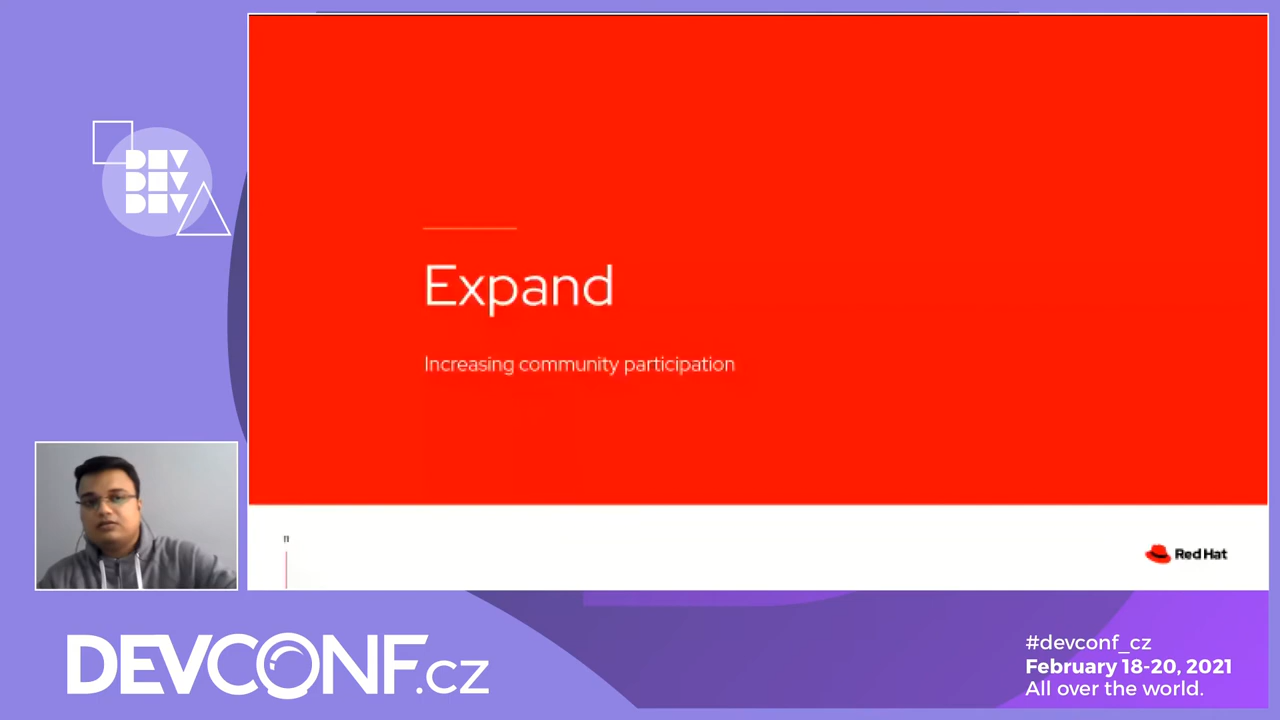 DEV
DEV
DEV
Expand
Increasing community participation
11
Red Hat
DEVCONF.cz
#devconf_cz
February 18-20, 2021
All over the world.